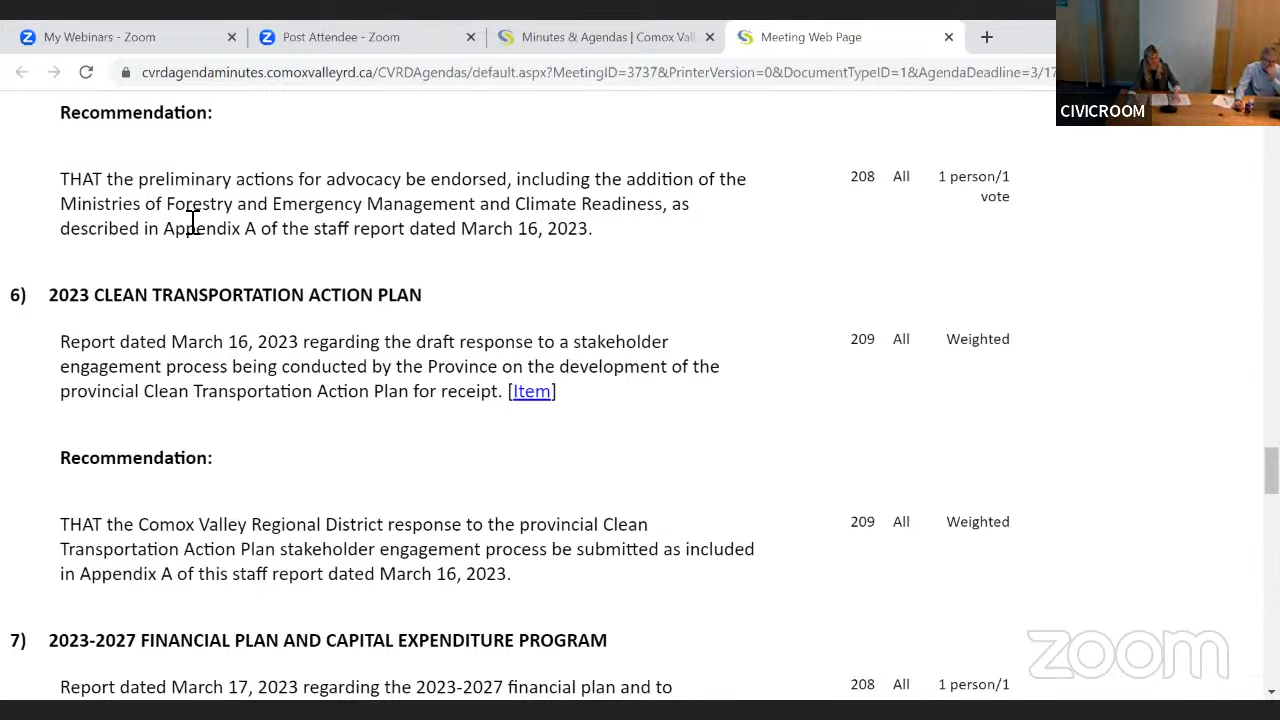 My Webinars - Zoom
Post Attendee - Zoom
Minutes & Agendas | Comox Vall
Meeting Web Page
cvrdagendaminutes.comoxvalleyrd.ca/CVRDAgendas/default.aspx?MeetingID=3737&PrinterVersion=0&DocumentTypeID=1&AgendaDeadline=3/17
CIVICROOM
Recommendation:
THAT the preliminary actions for advocacy be endorsed, including the addition of the 208 All 1 person/1
Ministries of Forestry and Emergency Management and Climate Readiness, as vote
described in Appendix A of the staff report dated March 16, 2023.
6) 2023 CLEAN TRANSPORTATION ACTION PLAN
Report dated March 16, 2023 regarding the draft response to a stakeholder 209 All Weighted
engagement process being conducted by the Province on the development of the
provincial Clean Transportation Action Plan for receipt. [Item]
Recommendation:
THAT the Comox Valley Regional District response to the provincial Clean 209 All Weighted
Transportation Action Plan stakeholder engagement process be submitted as included
in Appendix A of this staff report dated March 16, 2023.
7) 2023-2027 FINANCIAL PLAN AND CAPITAL EXPENDITURE PROGRAM
Report dated March 17, 2023 regarding the 2023-2027 financial plan and to 208 All 1 person/1
zoom